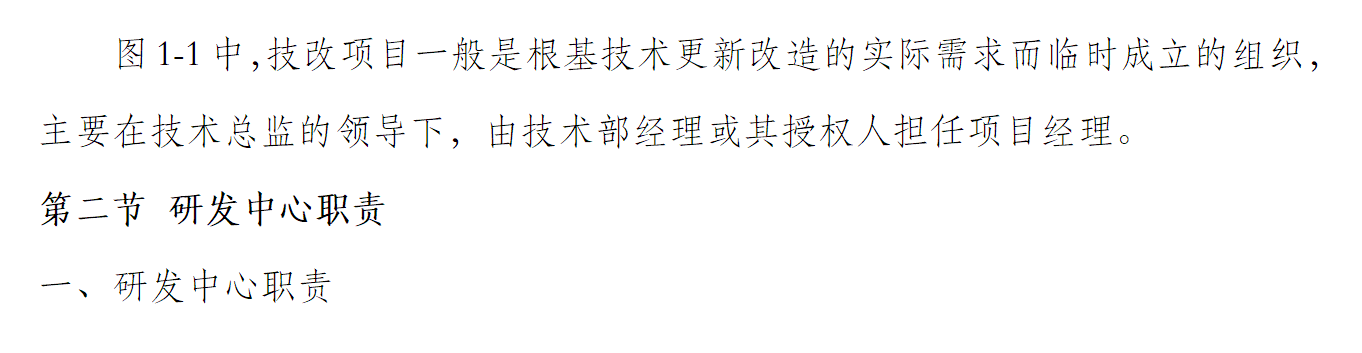 图 1-1 中,技改项目一般是根基技术更新改造的实际需求而临时成立的组织，
主要在技术总监的领导下，由技术部经理或其授权人担任项目经理。
第二节 研发中心职责
一、研发中心职责